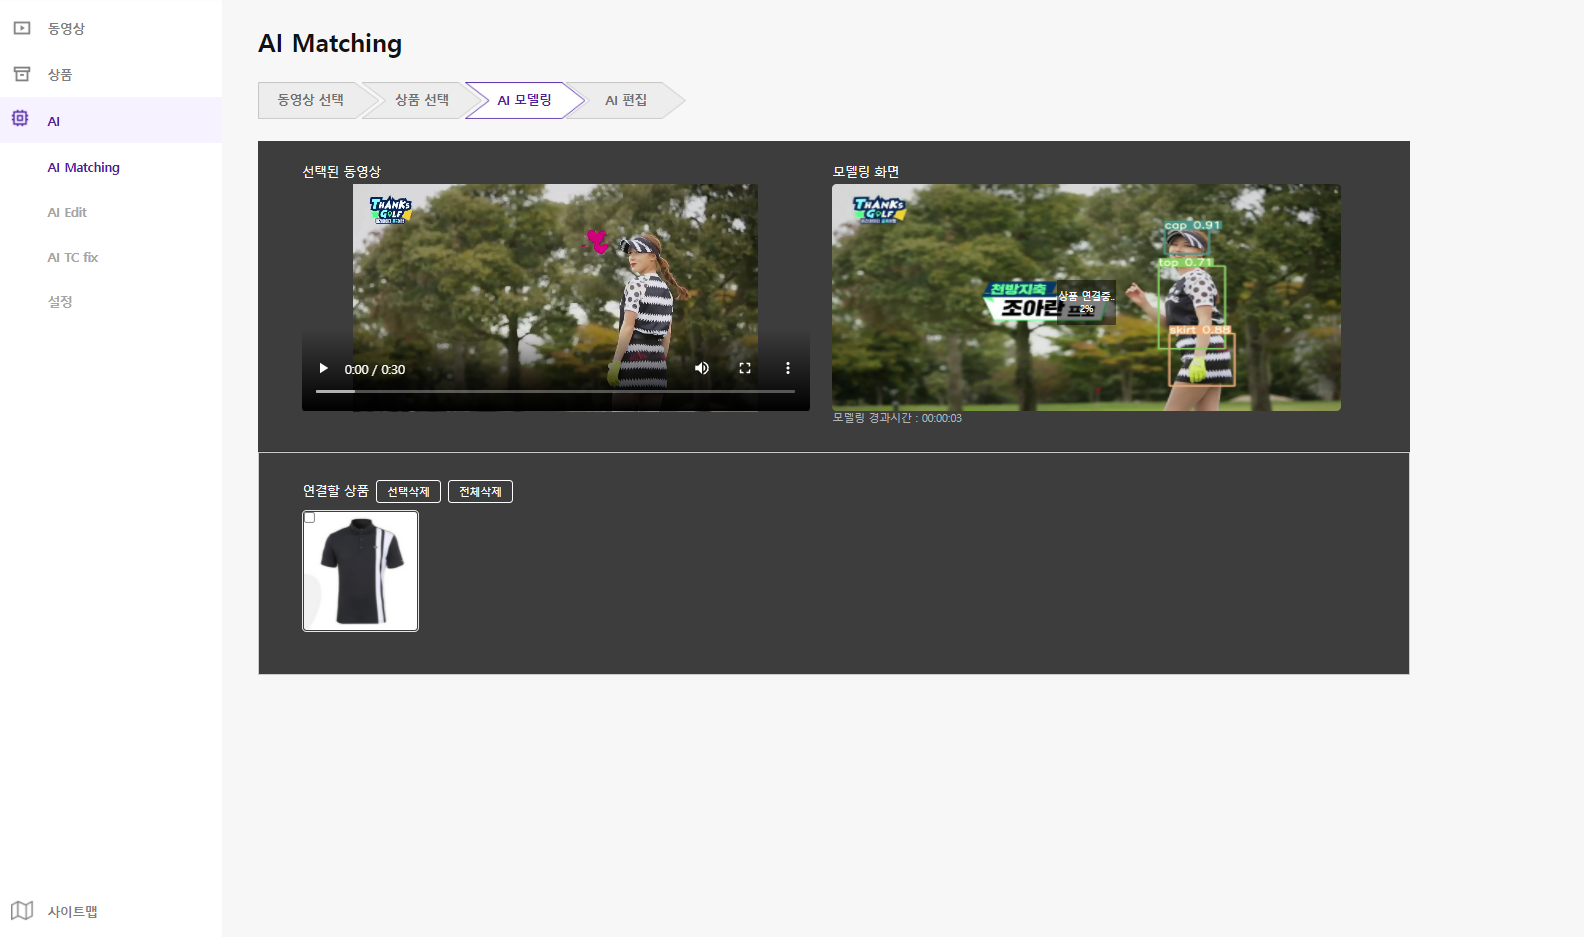 동영상
상품
AI
AI Matching
AI Edit
AI TC fix
설정
사이트맵
AI Matching
동영상 선택
상품 선택
AI 모델링
AI 편집
선택된 동영상
THANKS
GOLF
0:00 / 0:30
모델링 화면
THANKS
GOLF
cap 0.91
top 0.71
skirt 0.88
천방지축
조아란 프로
상품 연결중..
2%
모델링 경과시간 : 00:00:03
연결할 상품
선택삭제
전체삭제